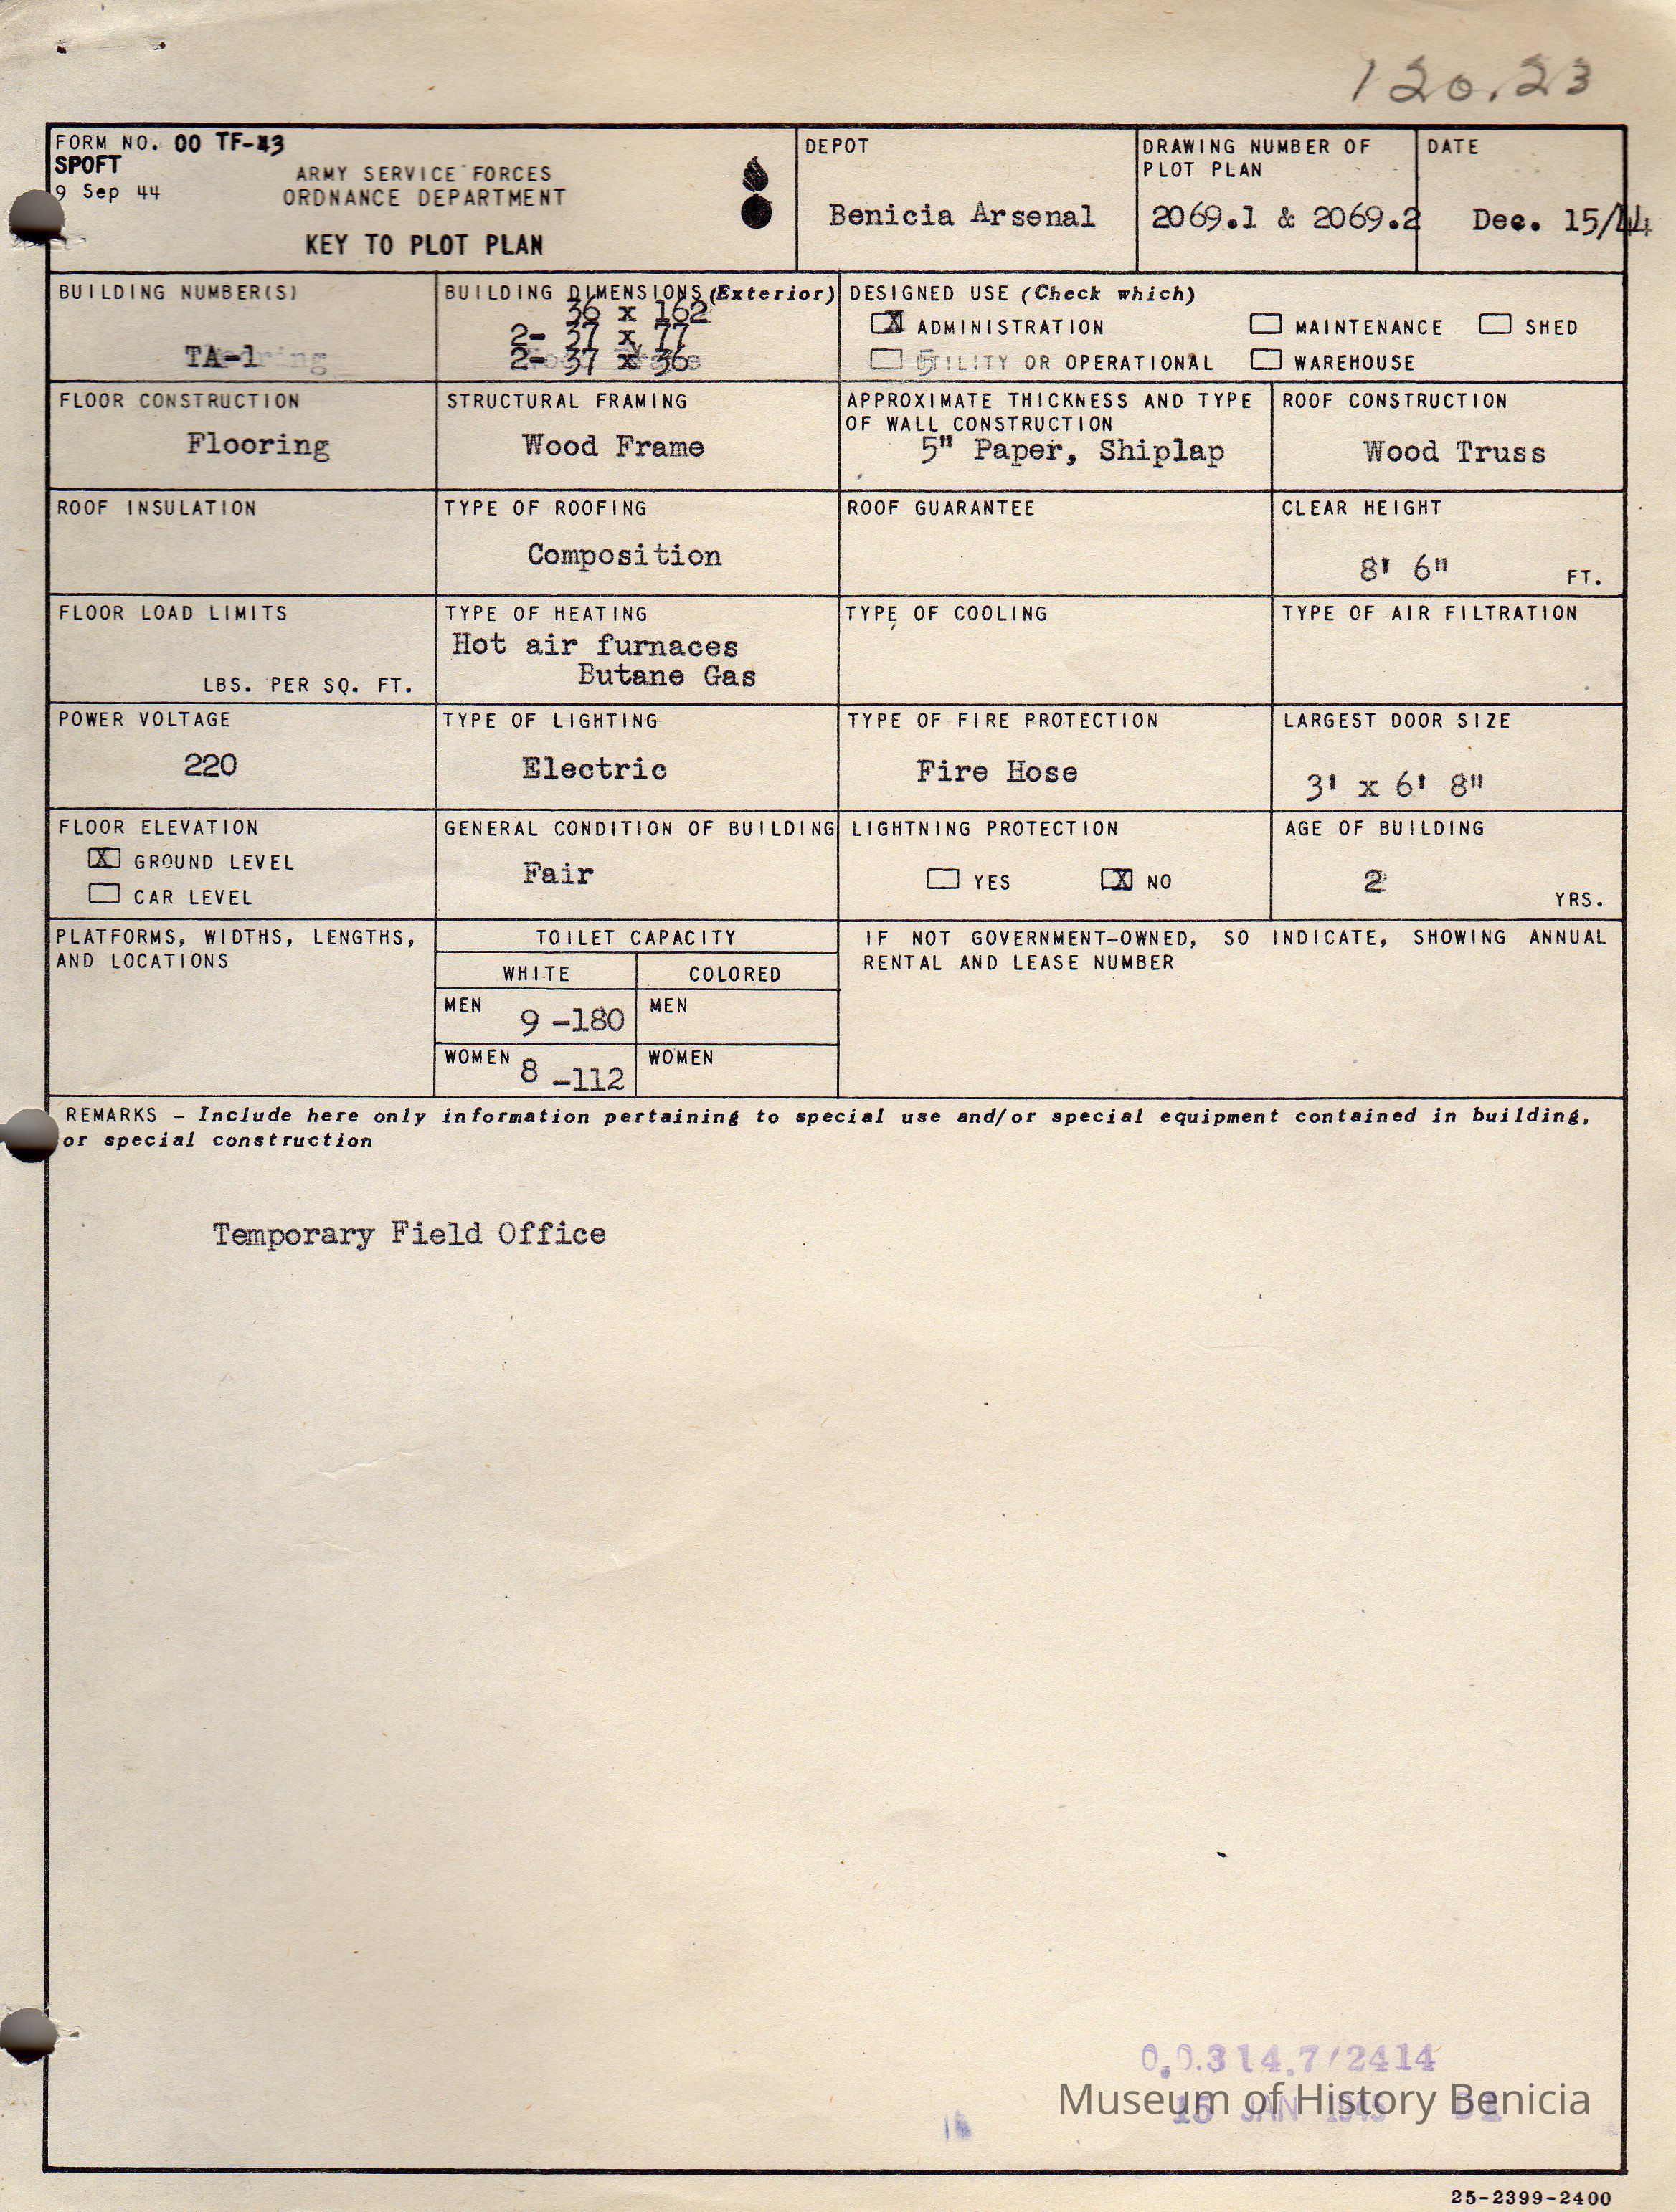 120.23
FORM NO. 00 TF-43
SPOFT
9 Sep 44
ARMY SERVICE FORCES
ORDNANCE DEPARTMENT
KEY TO PLOT PLAN
DEPOT
Benicia Arsenal
DRAWING NUMBER OF
PLOT PLAN
2069.1 & 2069.2
DATE
Dec. 15/44
BUILDING NUMBER(S)
TA-1
BUILDING DIMENSIONS (Exterior)
36 x 162
2- 37 x 77
2- 37 x 36
DESIGNED USE (Check which)
X ADMINISTRATION
MAINTENANCE
SHED
UTILITY OR OPERATIONAL
WAREHOUSE
FLOOR CONSTRUCTION
Flooring
STRUCTURAL FRAMING
Wood Frame
APPROXIMATE THICKNESS AND TYPE
OF WALL CONSTRUCTION
5" Paper, Shiplap
ROOF CONSTRUCTION
Wood Truss
ROOF INSULATION
TYPE OF ROOFING
Composition
ROOF GUARANTEE
CLEAR HEIGHT
8' 6" FT.
FLOOR LOAD LIMITS
LBS. PER SQ. FT.
TYPE OF HEATING
Hot air furnaces
Butane Gas
TYPE OF COOLING
TYPE OF AIR FILTRATION
POWER VOLTAGE
220
TYPE OF LIGHTING
Electric
TYPE OF FIRE PROTECTION
Fire Hose
LARGEST DOOR SIZE
3' x 6' 8"
FLOOR ELEVATION
X GROUND LEVEL
CAR LEVEL
GENERAL CONDITION OF BUILDING
Fair
LIGHTNING PROTECTION
YES X NO
AGE OF BUILDING
2 YRS.
PLATFORMS, WIDTHS, LENGTHS,
AND LOCATIONS
TOILET CAPACITY
WHITE COLORED
MEN 9 -180 MEN
WOMEN 8 -112 WOMEN
IF NOT GOVERNMENT-OWNED, SO INDICATE, SHOWING ANNUAL
RENTAL AND LEASE NUMBER
REMARKS - Include here only information pertaining to special use and/or special equipment contained in building,
or special construction
Temporary Field Office
0.0.314.7/2414
Museum of History Benicia
JAN
25-2399-2400